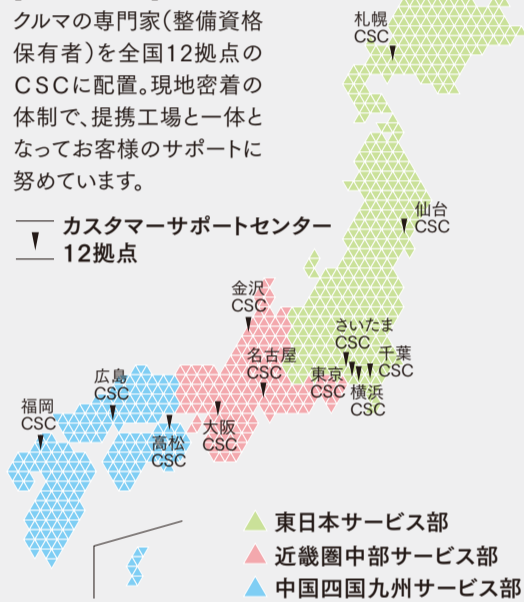 クルマの専門家（整備資格
保有者）を全国12拠点の
CSCに配置。現地密着の
体制で、提携工場と一体と
なってお客様のサポートに
努めています。
カスタマーサポートセンター
12拠点
札幌
CSC
仙台
CSC
金沢
CSC
さいたま
CSC
名古屋
CSC
千葉
CSC
東京
CSC
横浜
CSC
広島
CSC
福岡
CSC
高松
CSC
大阪
CSC
東日本サービス部
近畿圏中部サービス部
中国四国九州サービス部